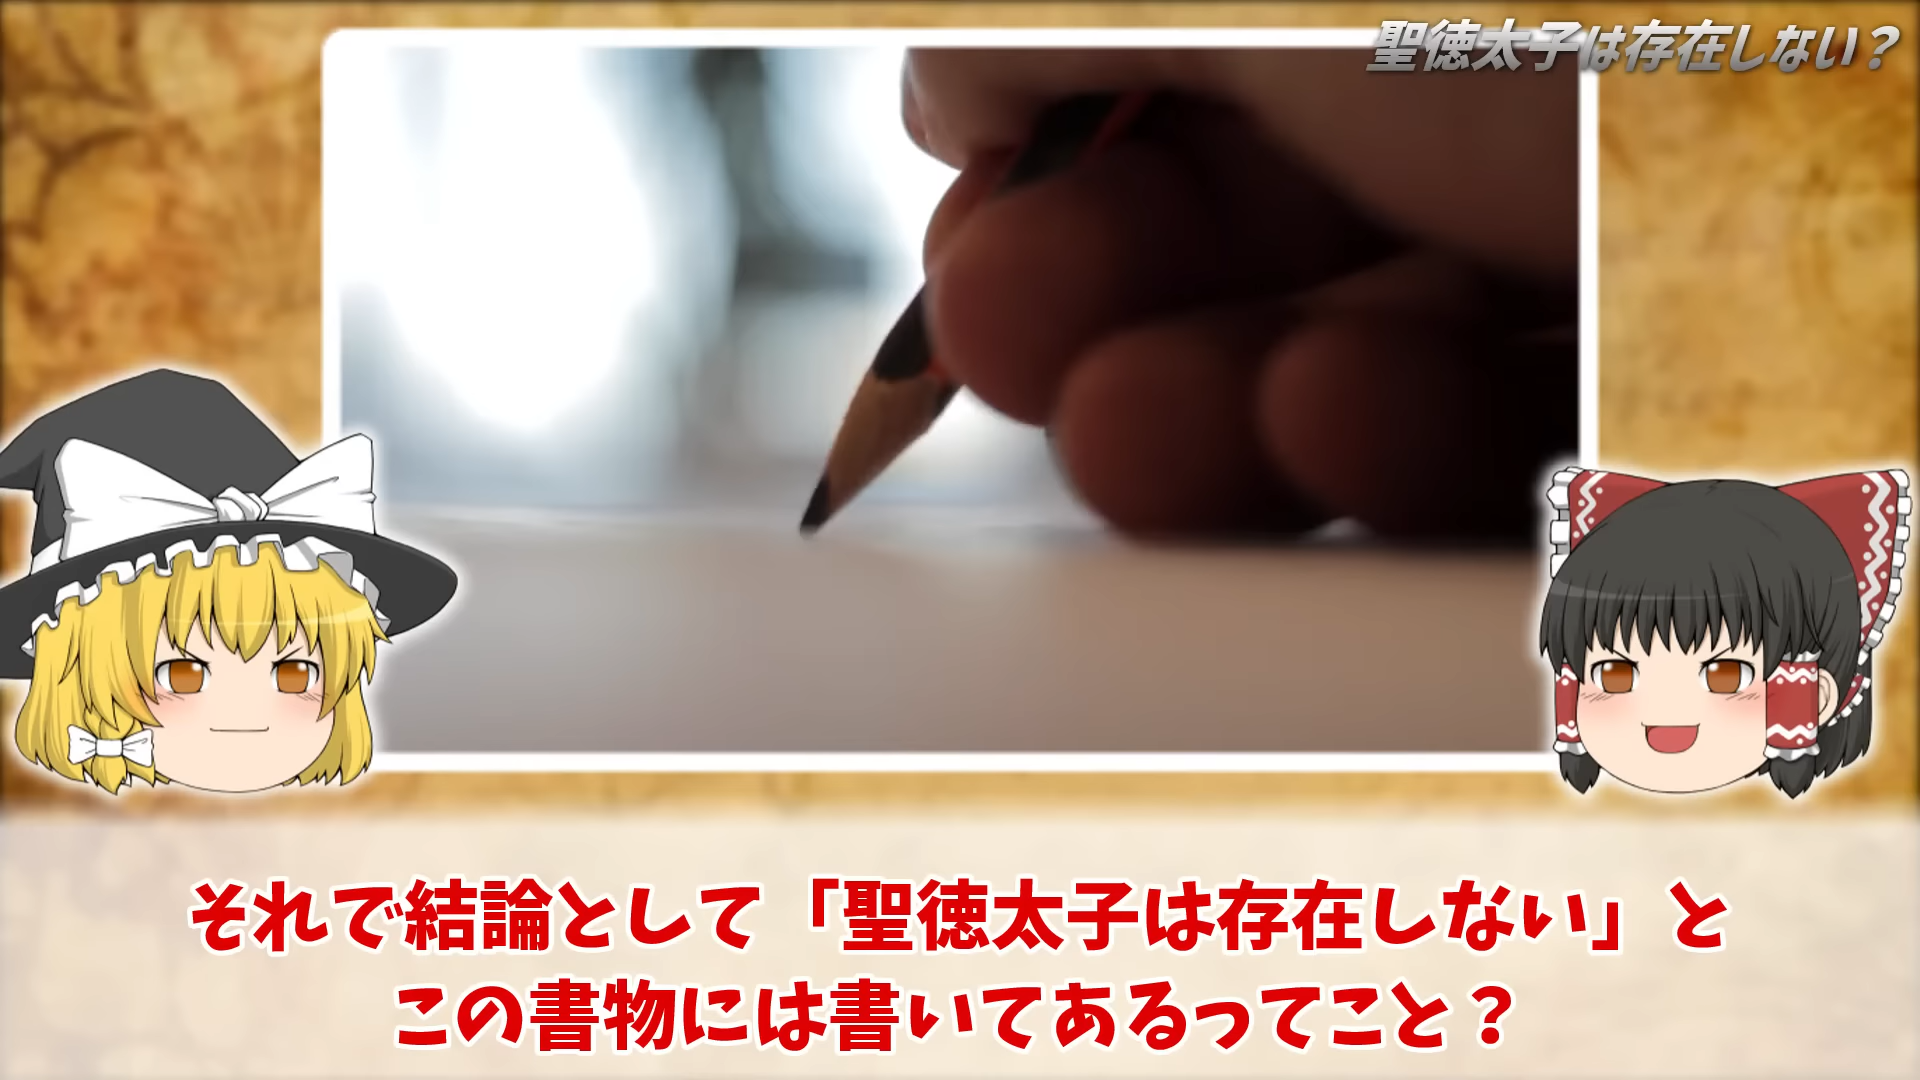 聖徳太子は存在しない？
それで結論として「聖徳太子は存在しない」と
この書物には書いてあるってこと？